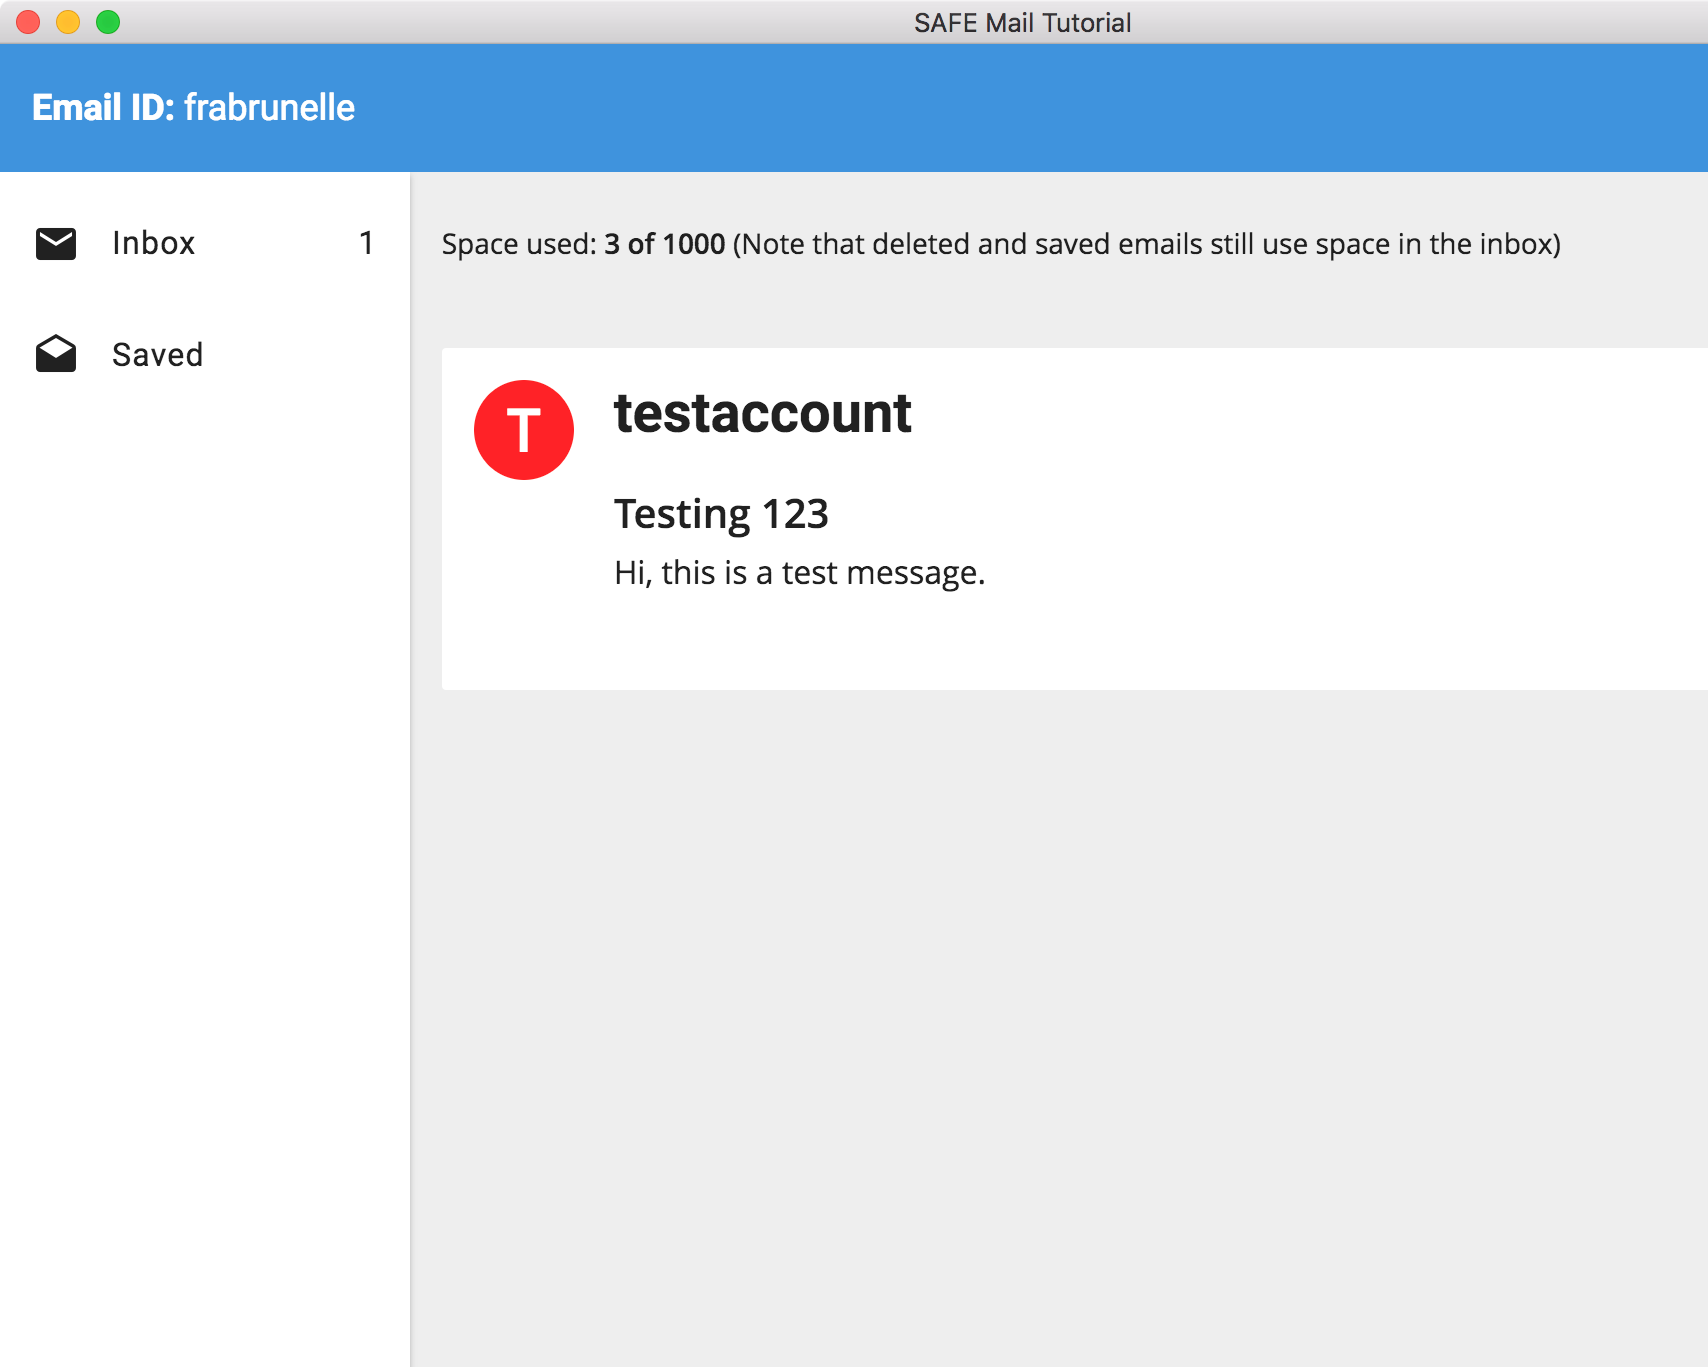 SAFE Mail Tutorial
Email ID: frabrunelle
Inbox 1
Saved
Space used: 3 of 1000 (Note that deleted and saved emails still use space in the inbox)
T
testaccount
Testing 123
Hi, this is a test message.